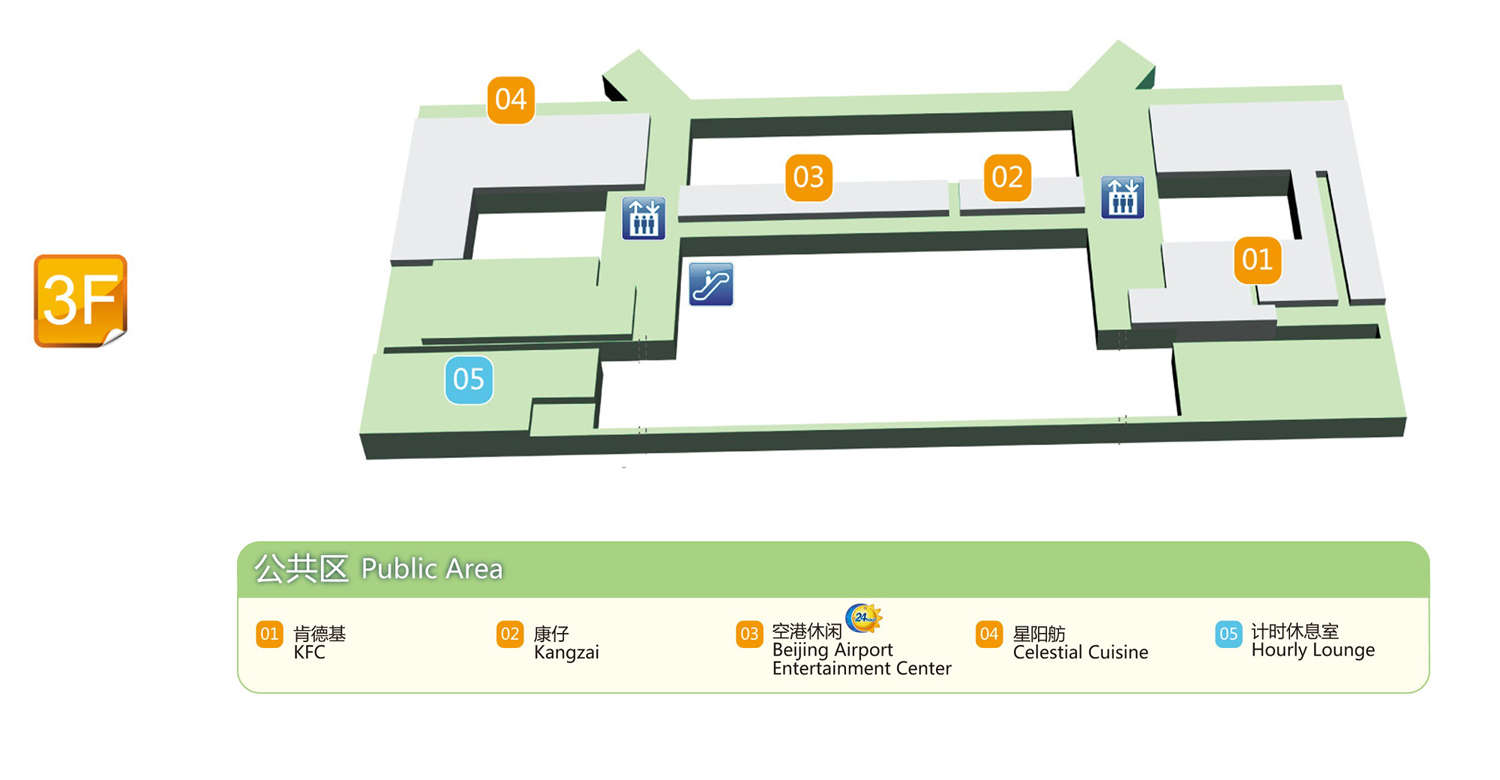 04
03
02
01
3F
05
公共区 Public Area
01 肯德基
KFC
02 康仔
Kangzai
03 空港休闲 24
Beijing Airport
Entertainment Center
04 星阳舫
Celestial Cuisine
05 计时休息室
Hourly Lounge